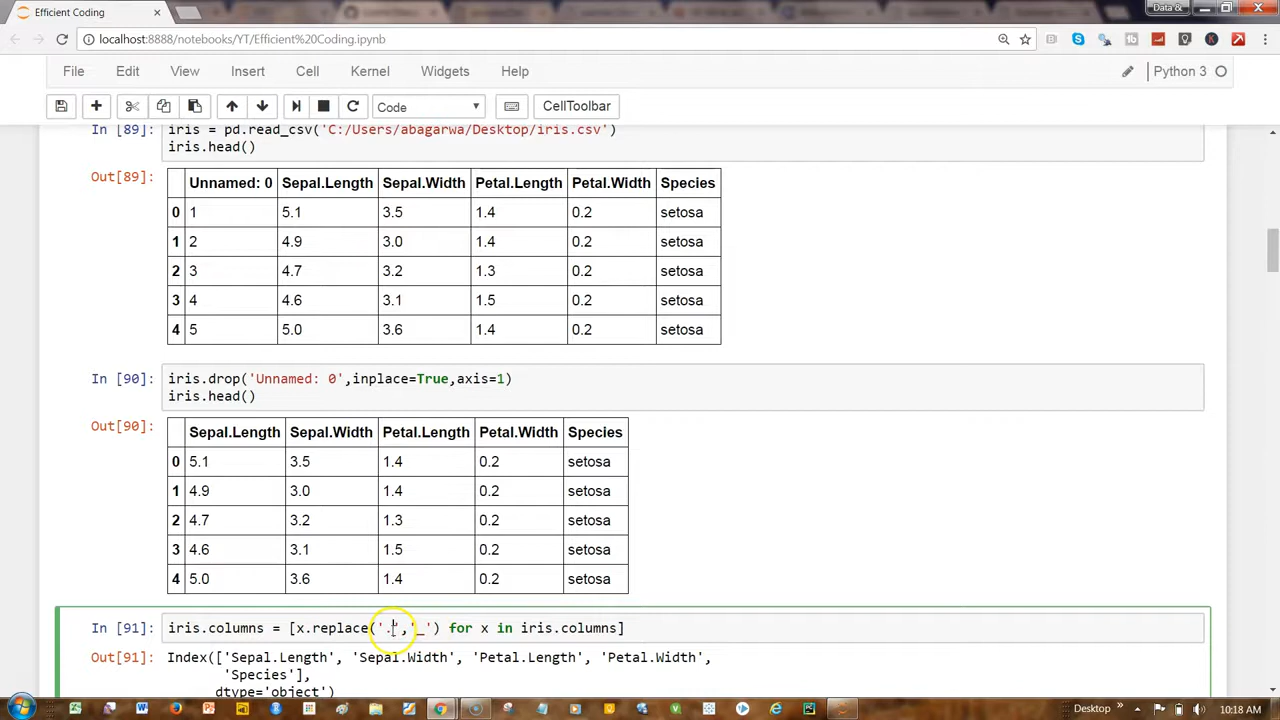 Efficient Coding
Data &
localhost:8888/notebooks/YT/Efficient%20Coding.ipynb
File Edit View Insert Cell Kernel Widgets Help Python 3
Code CellToolbar
In [89]: iris = pd.read_csv('C:/Users/abagarwa/Desktop/iris.csv')
iris.head()
Out[89]:
Unnamed: 0 Sepal.Length Sepal.Width Petal.Length Petal.Width Species
0 1 5.1 3.5 1.4 0.2 setosa
1 2 4.9 3.0 1.4 0.2 setosa
2 3 4.7 3.2 1.3 0.2 setosa
3 4 4.6 3.1 1.5 0.2 setosa
4 5 5.0 3.6 1.4 0.2 setosa
In [90]: iris.drop('Unnamed: 0',inplace=True,axis=1)
iris.head()
Out[90]:
Sepal.Length Sepal.Width Petal.Length Petal.Width Species
0 5.1 3.5 1.4 0.2 setosa
1 4.9 3.0 1.4 0.2 setosa
2 4.7 3.2 1.3 0.2 setosa
3 4.6 3.1 1.5 0.2 setosa
4 5.0 3.6 1.4 0.2 setosa
In [91]: iris.columns = [x.replace('.','_') for x in iris.columns]
Out[91]: Index(['Sepal.Length', 'Sepal.Width', 'Petal.Length', 'Petal.Width',
'Species'],
dtype='object')
Desktop 10:18 AM